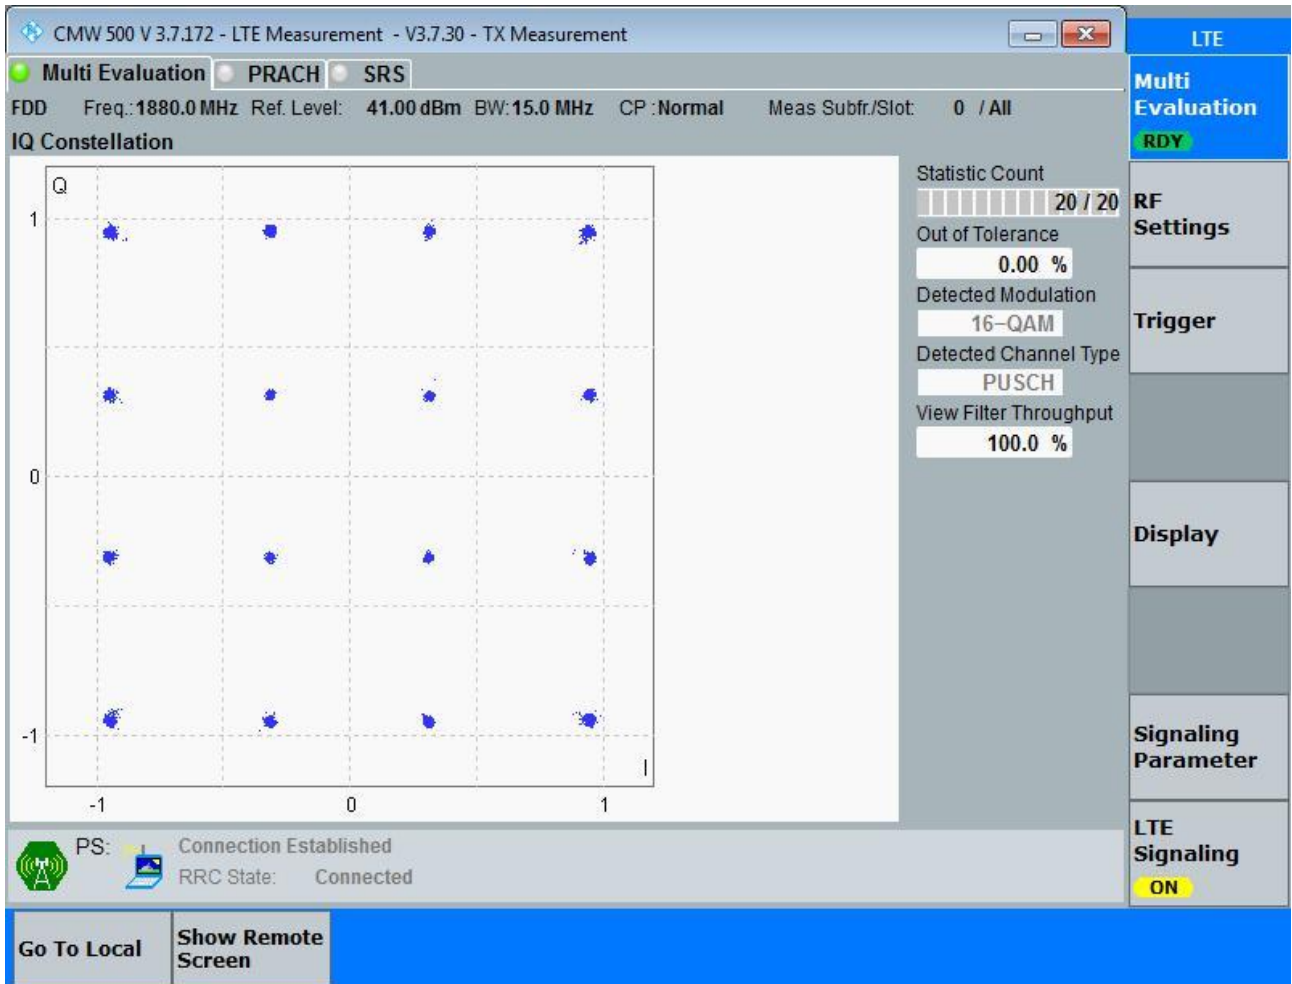 CMW 500 V 3.7.172 - LTE Measurement - V3.7.30 - TX Measurement
LTE
Multi Evaluation PRACH SRS
Multi
Evaluation
RDY
FDD Freq.: 1880.0 MHz Ref. Level: 41.00 dBm BW: 15.0 MHz CP : Normal Meas Subfr./Slot: 0 / All
IQ Constellation
Q
1
0
-1
I
-1 0 1
Statistic Count
20 / 20
Out of Tolerance
0.00 %
Detected Modulation
16-QAM
Detected Channel Type
PUSCH
View Filter Throughput
100.0 %
RF
Settings
Trigger
Display
Signaling
Parameter
LTE
Signaling
ON
PS: Connection Established
RRC State: Connected
Go To Local
Show Remote
Screen